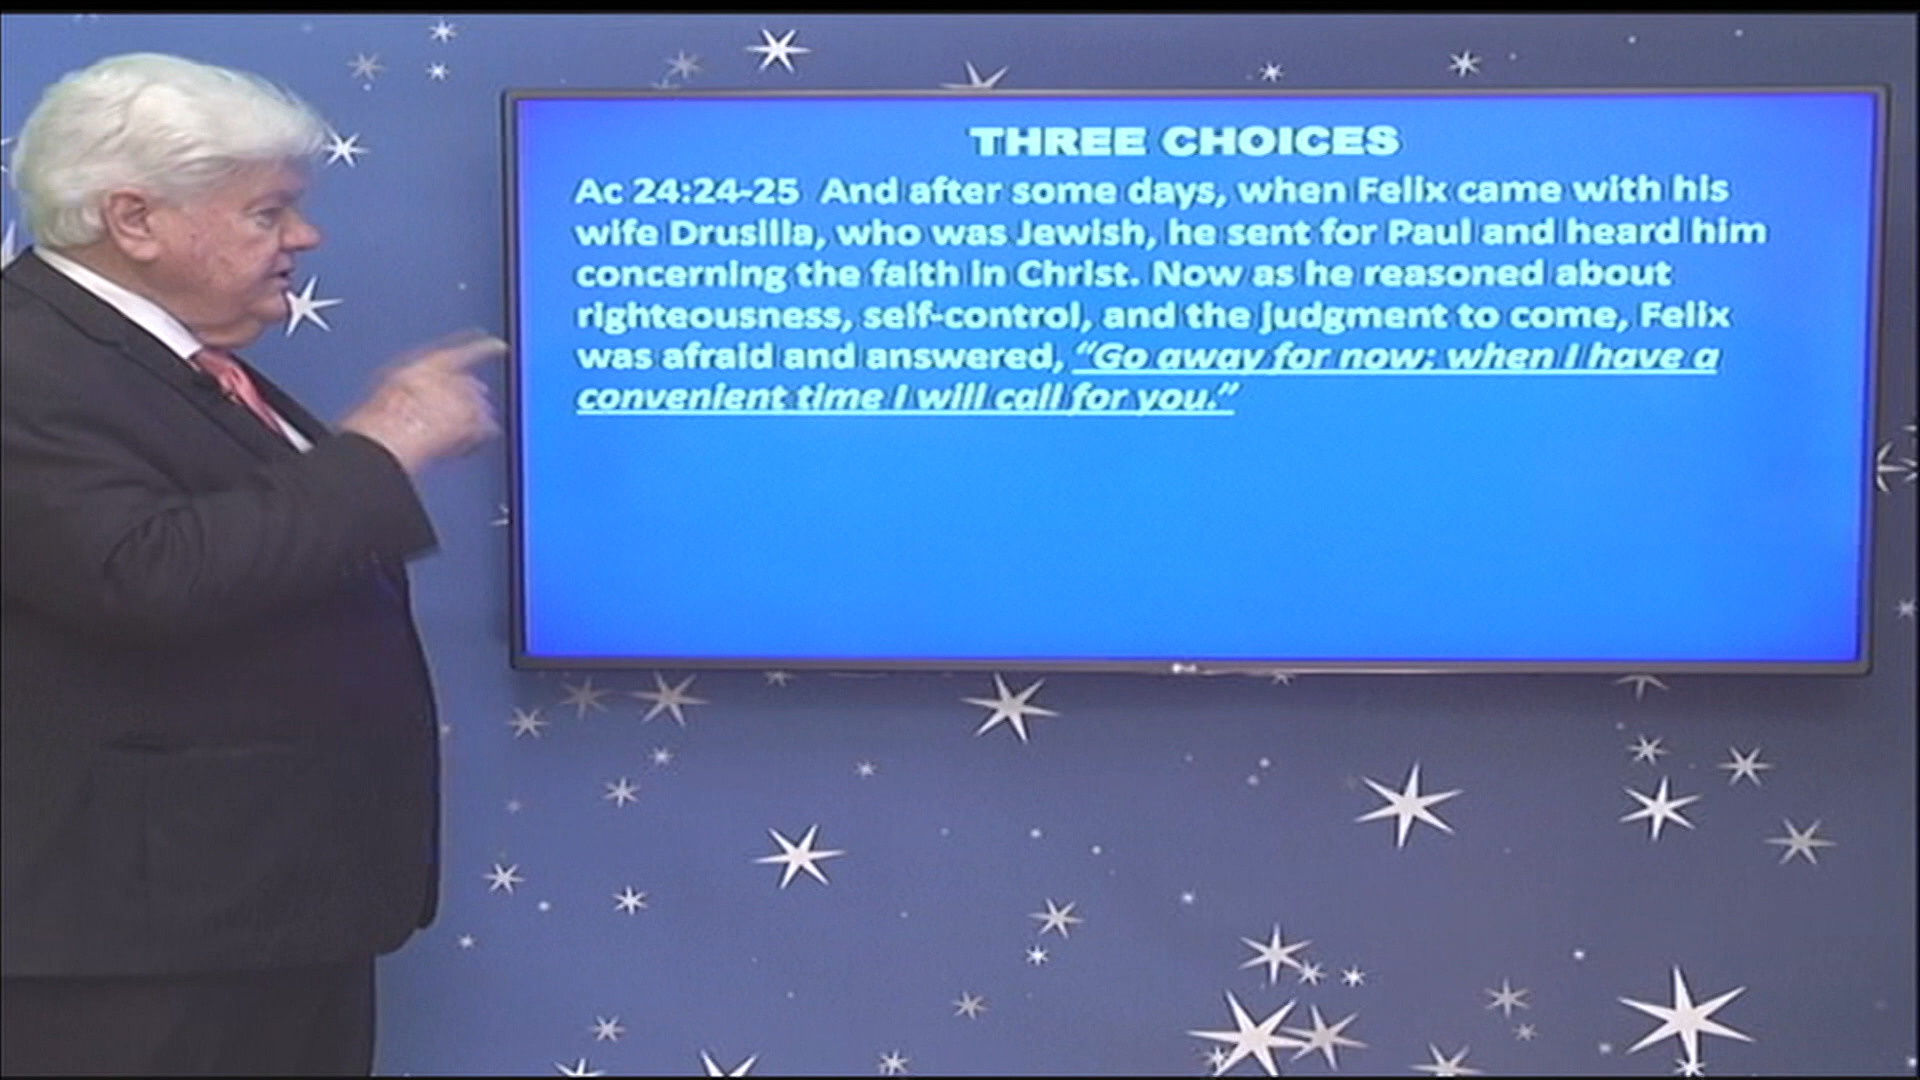 THREE CHOICES
Ac 24:24-25 And after some days, when Felix came with his
wife Drusilla, who was Jewish, he sent for Paul and heard him
concerning the faith in Christ. Now as he reasoned about
righteousness, self-control, and the judgment to come, Felix
was afraid and answered, “Go away for now; when I have a
convenient time I will call for you.”